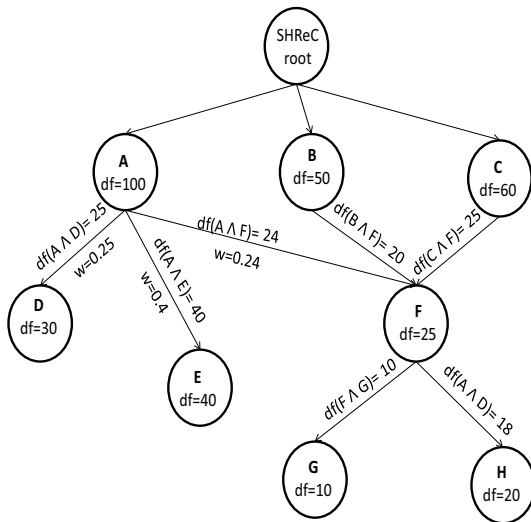 SHReC
root
A
df=100
B
df=50
C
df=60
df(A ∧ D)= 25
w=0.25
df(A ∧ E)= 40
w=0.4
df(A ∧ F)= 24
w=0.24
df(B ∧ F)= 20
df(C ∧ F)= 25
D
df=30
E
df=40
F
df=25
df(F ∧ G)= 10
df(A ∧ D)= 18
G
df=10
H
df=20